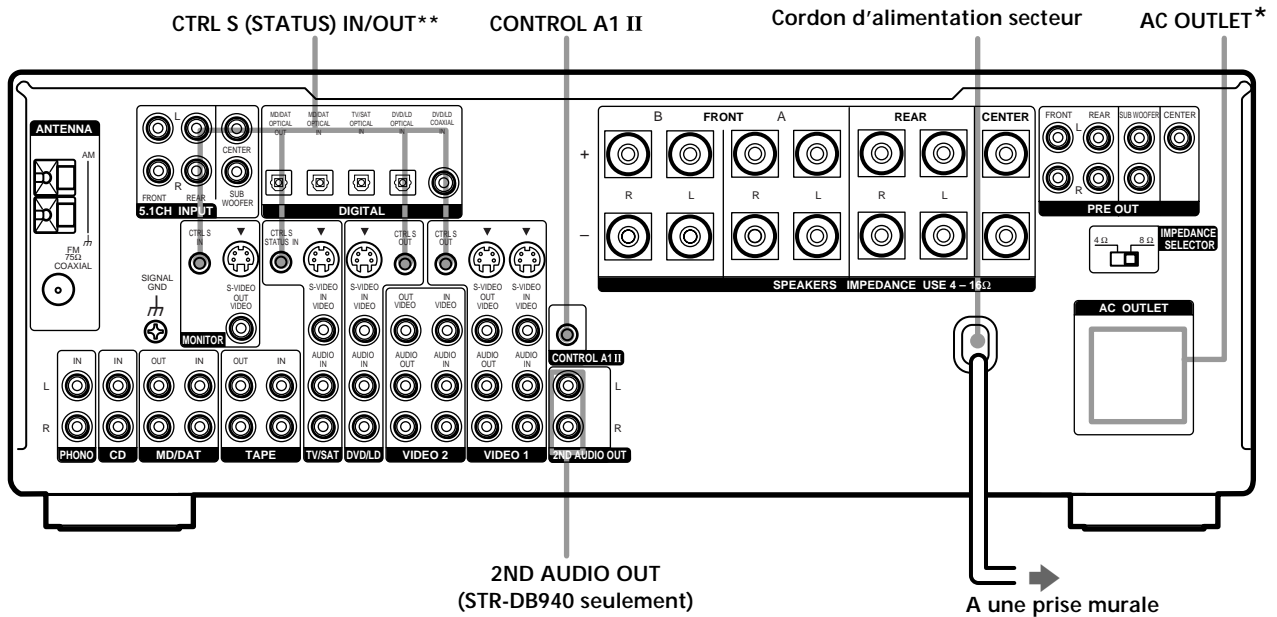 CTRL S (STATUS) IN/OUT**
CONTROL A1 II
Cordon d'alimentation secteur
AC OUTLET*
ANTENNA
AM
FM
75Ω
COAXIAL
L
R
CENTER
FRONT
REAR
SUB
WOOFER
5.1CH INPUT
MD/DAT
OPTICAL
OUT
MD/DAT
OPTICAL
IN
TV/SAT
OPTICAL
IN
DVD/LD
OPTICAL
IN
DVD/LD
COAXIAL
IN
DIGITAL
B
FRONT
A
REAR
CENTER
+
R
L
R
L
R
L
–
SPEAKERS IMPEDANCE USE 4 – 16Ω
FRONT
REAR
SUB WOOFER
CENTER
L
R
PRE OUT
IMPEDANCE
SELECTOR
4 Ω
8 Ω
AC OUTLET
SIGNAL
GND
CTRL S
IN
S-VIDEO
OUT
VIDEO
MONITOR
CTRL S
STATUS IN
S-VIDEO
IN
VIDEO
S-VIDEO
IN
VIDEO
CTRL S
OUT
CTRL S
OUT
OUT
VIDEO
IN
VIDEO
S-VIDEO
OUT
VIDEO
S-VIDEO
IN
VIDEO
CONTROL A1 II
IN
IN
OUT
IN
OUT
IN
AUDIO
IN
AUDIO
IN
AUDIO
OUT
AUDIO
IN
AUDIO
OUT
AUDIO
IN
L
R
L
R
PHONO
CD
MD/DAT
TAPE
TV/SAT
DVD/LD
VIDEO 2
VIDEO 1
2ND AUDIO OUT
2ND AUDIO OUT
(STR-DB940 seulement)
A une prise murale